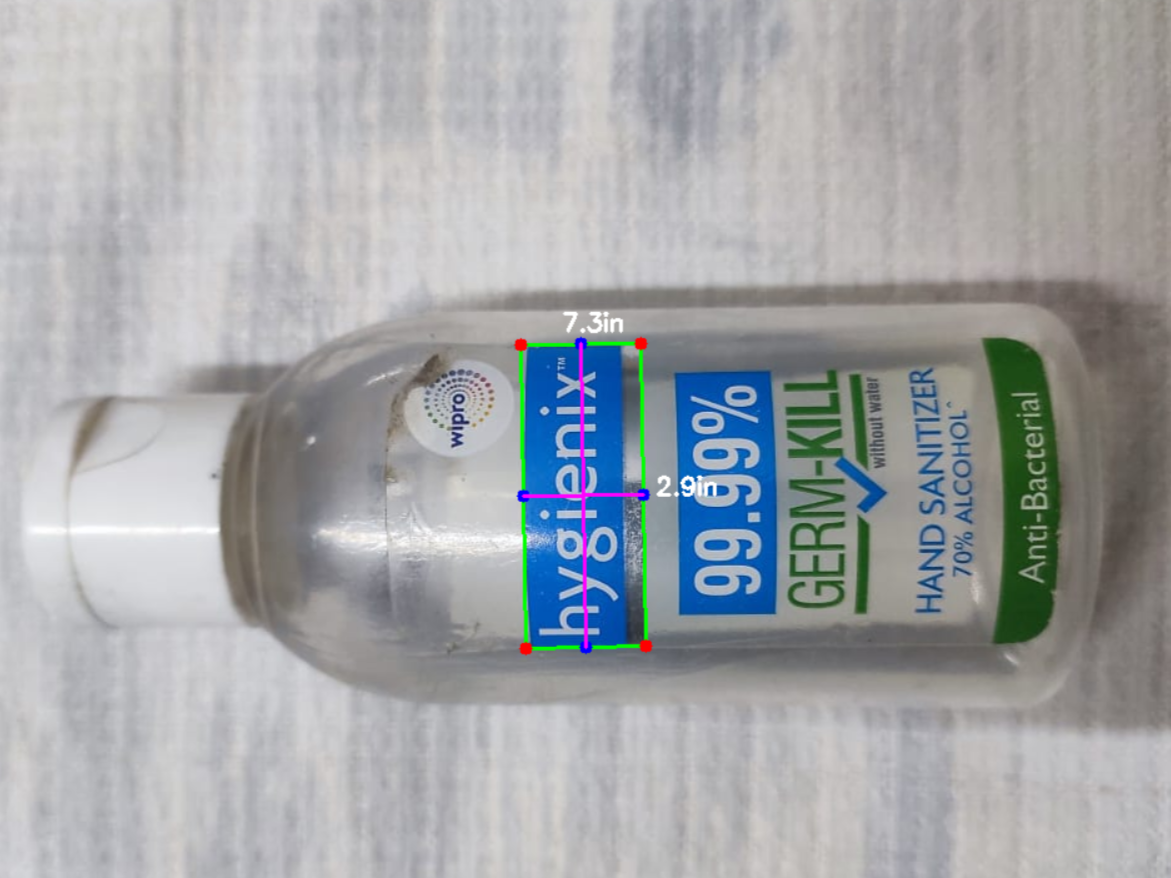 7.3in
2.9in
wipro
hygienix™
99.99%
GERM-KILL
without water
HAND SANITIZER
70% ALCOHOL^
Anti-Bacterial